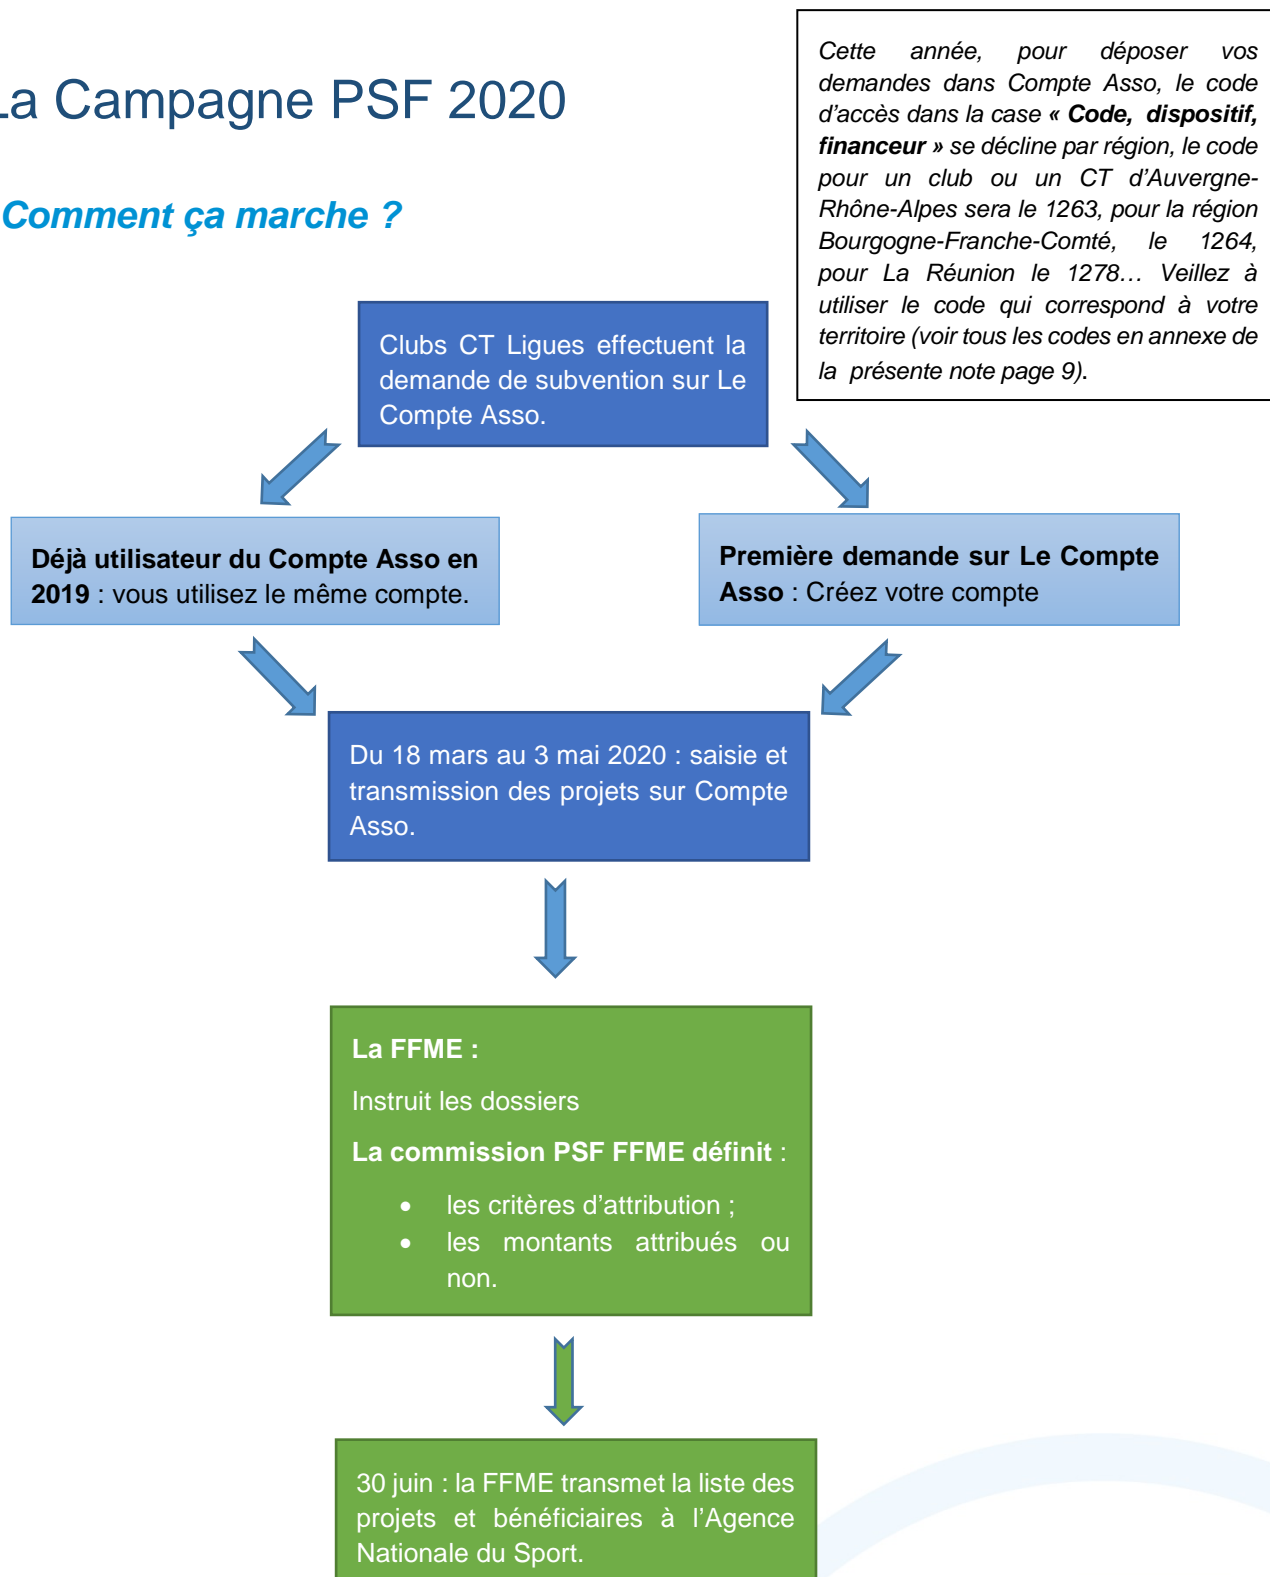 La Campagne PSF 2020
Comment ça marche ?
Cette année, pour déposer vos
demandes dans Compte Asso, le code
d’accès dans la case « Code, dispositif,
financeur » se décline par région, le code
pour un club ou un CT d’Auvergne-
Rhône-Alpes sera le 1263, pour la région
Bourgogne-Franche-Comté, le 1264,
pour La Réunion le 1278… Veillez à
utiliser le code qui correspond à votre
territoire (voir tous les codes en annexe de
la présente note page 9).
Clubs CT Ligues effectuent la
demande de subvention sur Le
Compte Asso.
Déjà utilisateur du Compte Asso en
2019 : vous utilisez le même compte.
Première demande sur Le Compte
Asso : Créez votre compte
Du 18 mars au 3 mai 2020 : saisie et
transmission des projets sur Compte
Asso.
La FFME :
Instruit les dossiers
La commission PSF FFME définit :
• les critères d’attribution ;
• les montants attribués ou
non.
30 juin : la FFME transmet la liste des
projets et bénéficiaires à l’Agence
Nationale du Sport.